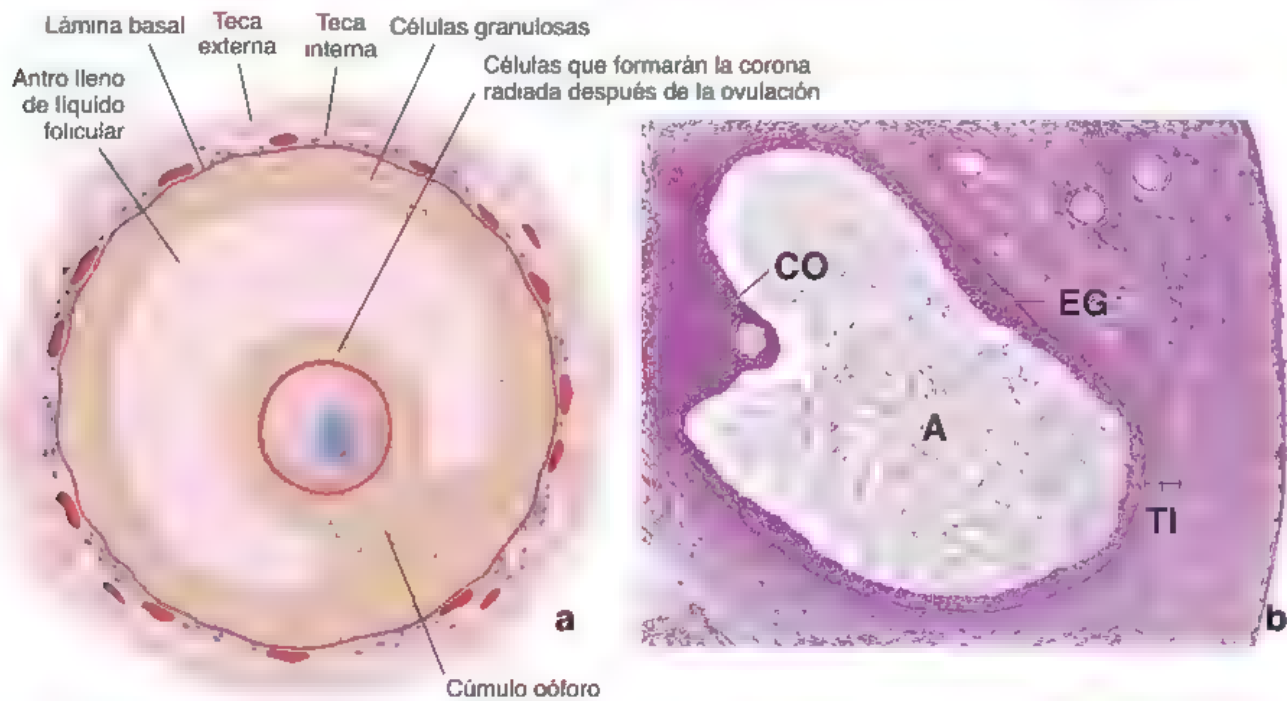 Lámina basal
Teca
externa
Teca
interna
Células granulosas
Antro lleno
de líquido
folicular
Células que formarán la corona
radiada después de la ovulación
CO
EG
A
TI
a
b
Cúmulo oóforo